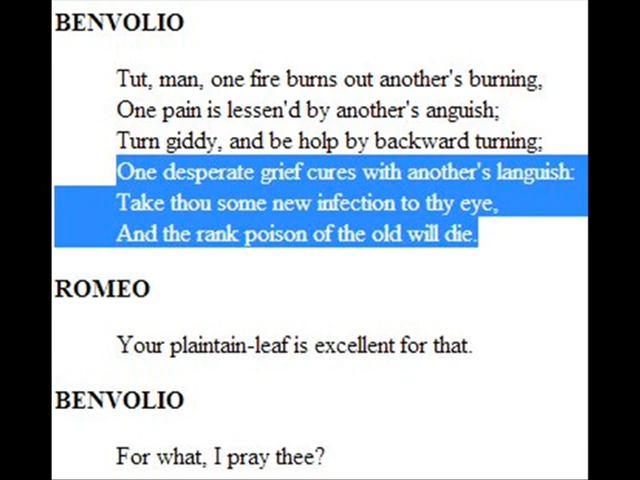 BENVOLIO
Tut, man, one fire burns out another's burning,
One pain is lessen'd by another's anguish;
Turn giddy, and be holp by backward turning;
One desperate grief cures with another's languish:
Take thou some new infection to thy eye,
And the rank poison of the old will die.
ROMEO
Your plaintain-leaf is excellent for that.
BENVOLIO
For what, I pray thee?